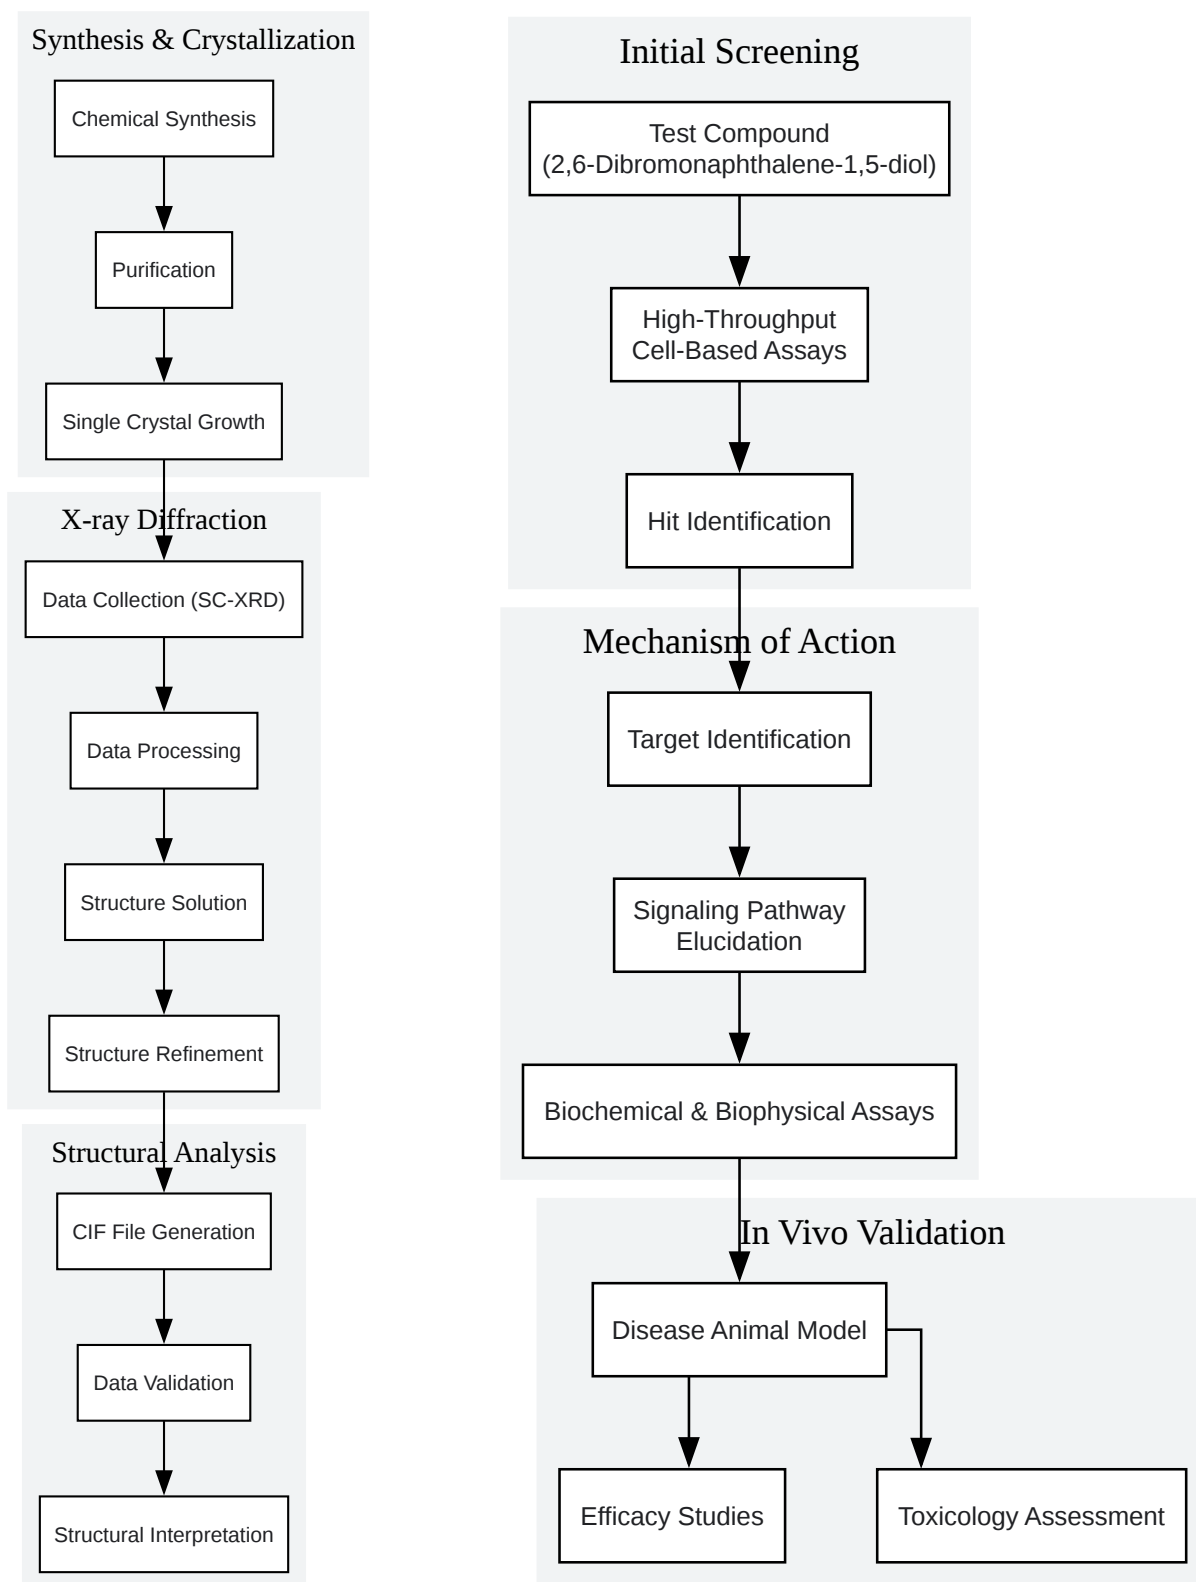 Synthesis & Crystallization
Chemical Synthesis
Purification
Single Crystal Growth
X-ray Diffraction
Data Collection (SC-XRD)
Data Processing
Structure Solution
Structure Refinement
Structural Analysis
CIF File Generation
Data Validation
Structural Interpretation
Initial Screening
Test Compound
(2,6-Dibromonaphthalene-1,5-diol)
High-Throughput
Cell-Based Assays
Hit Identification
Mechanism of Action
Target Identification
Signaling Pathway
Elucidation
Biochemical & Biophysical Assays
In Vivo Validation
Disease Animal Model
Efficacy Studies
Toxicology Assessment